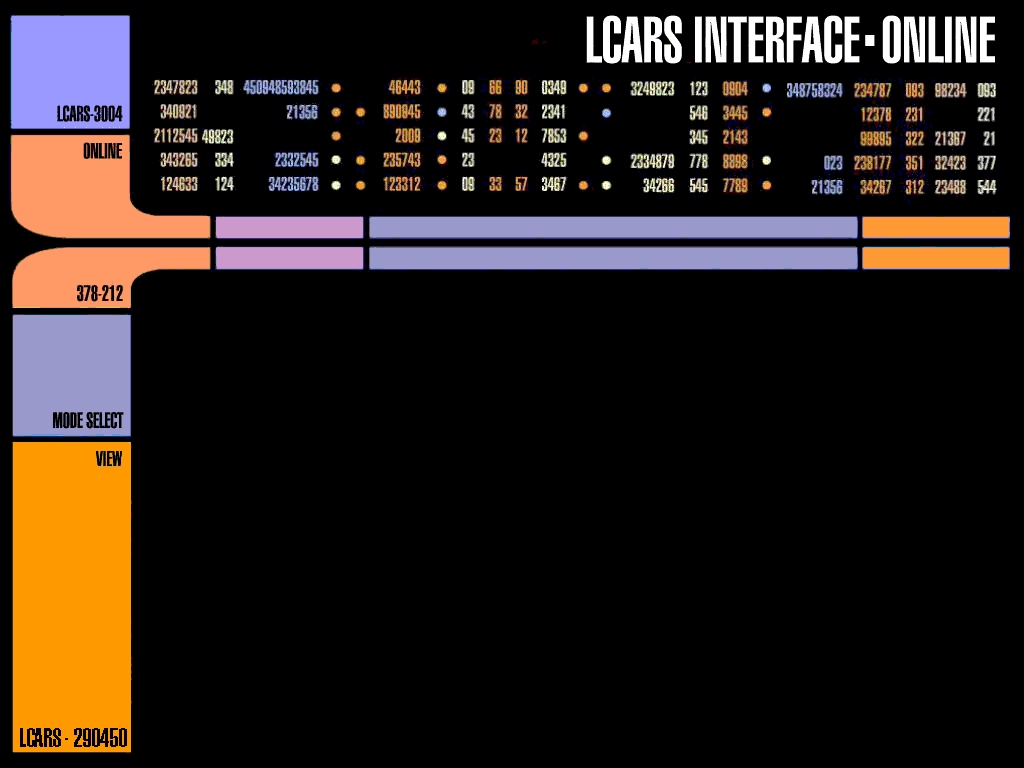 LCARS INTERFACE▪ONLINE
LCARS-3004
ONLINE
2347823 348 450948593845 • 46443 • 09 66 90 0349 • • 3249823 123 0904 • 348758324 234787 093 98234 093
340921 21356 • • 890845 • 43 78 32 2341 • 546 3445 • 12378 231 221
2112545 49823 • 2009 • 45 23 12 7853 • 345 2143 99895 322 21387 21
343265 334 2332545 • • 235743 • 23 4325 • 2334879 778 8898 • 023 238177 351 32423 377
124633 124 34235678 • • 123312 • 09 33 57 3467 • • 34266 545 7789 • 21356 34267 312 23488 544
378-212
MODE SELECT
VIEW
LCARS · 290450